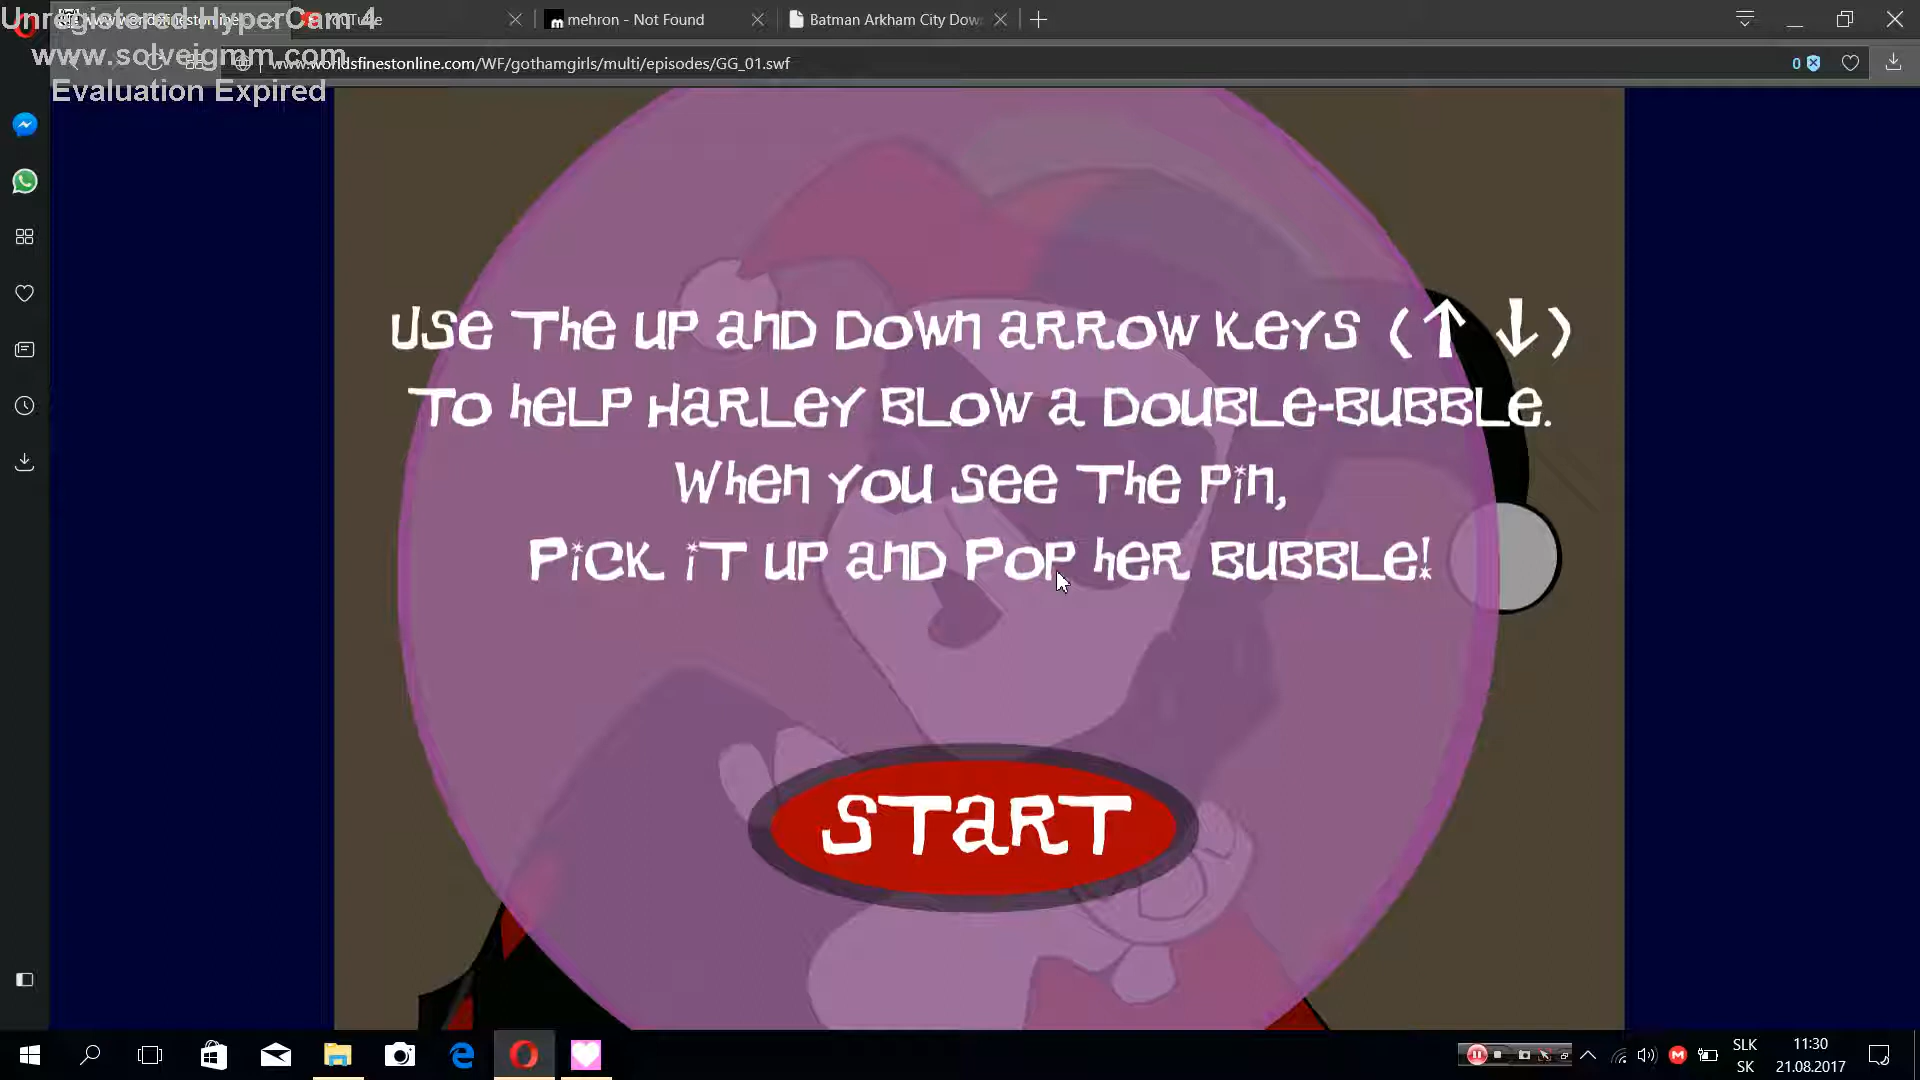 Unregistered HyperCam 4
www.solveigmm.com
Evaluation Expired
mehron - Not Found
Batman Arkham City Dow
www.worldsfinestonline.com/WF/gothamgirls/multi/episodes/GG_01.swf
0
Use the up and down arrow keys (↑ ↓)
to help Harley blow a double-bubble.
When you see the pin,
Pick it up and pop her bubble!
START
SLK
SK
11:30
21.08.2017